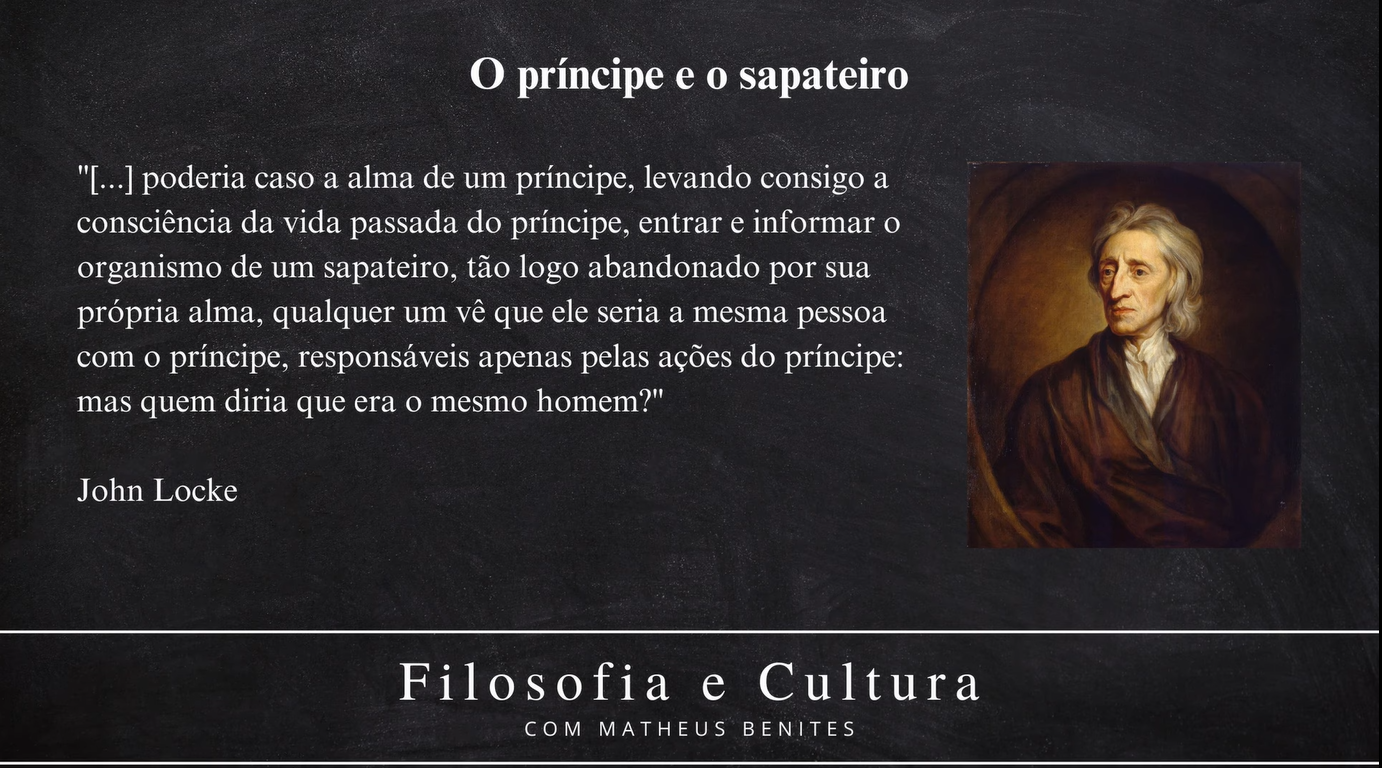 O príncipe e o sapateiro
"[...] poderia caso a alma de um príncipe, levando consigo a
consciência da vida passada do príncipe, entrar e informar o
organismo de um sapateiro, tão logo abandonado por sua
própria alma, qualquer um vê que ele seria a mesma pessoa
com o príncipe, responsáveis apenas pelas ações do príncipe:
mas quem diria que era o mesmo homem?"
John Locke
Filosofia e Cultura
COM MATHEUS BENITES